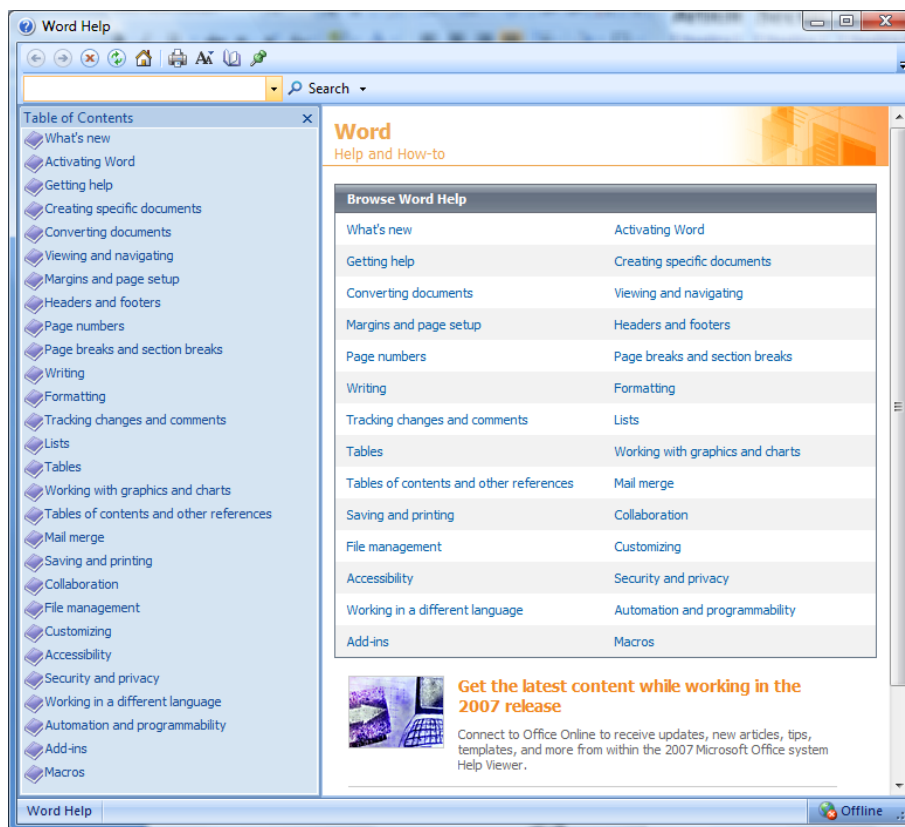 Word Help
Search
Table of Contents
What's new
Activating Word
Getting help
Creating specific documents
Converting documents
Viewing and navigating
Margins and page setup
Headers and footers
Page numbers
Page breaks and section breaks
Writing
Formatting
Tracking changes and comments
Lists
Tables
Working with graphics and charts
Tables of contents and other references
Mail merge
Saving and printing
Collaboration
File management
Customizing
Accessibility
Security and privacy
Working in a different language
Automation and programmability
Add-ins
Macros
Word
Help and How-to
Browse Word Help
What's new Activating Word
Getting help Creating specific documents
Converting documents Viewing and navigating
Margins and page setup Headers and footers
Page numbers Page breaks and section breaks
Writing Formatting
Tracking changes and comments Lists
Tables Working with graphics and charts
Tables of contents and other references Mail merge
Saving and printing Collaboration
File management Customizing
Accessibility Security and privacy
Working in a different language Automation and programmability
Add-ins Macros
Get the latest content while working in the
2007 release
Connect to Office Online to receive updates, new articles, tips,
templates, and more from within the 2007 Microsoft Office system
Help Viewer.
Word Help
Offline